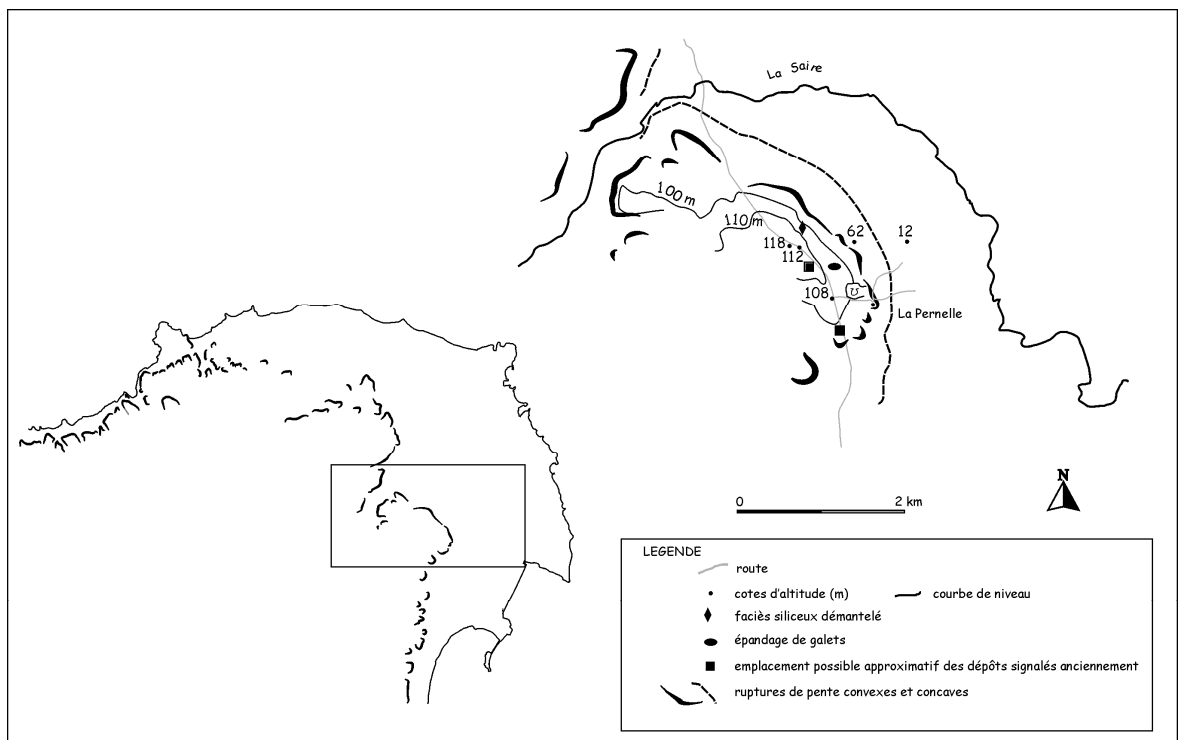 La Saire
100 m
110 m
62
12
118
112
108
La Pernelle
N
0 2 km
LEGENDE
route
cotes d'altitude (m) courbe de niveau
faciès siliceux démantelé
épandage de galets
emplacement possible approximatif des dépôts signalés anciennement
ruptures de pente convexes et concaves